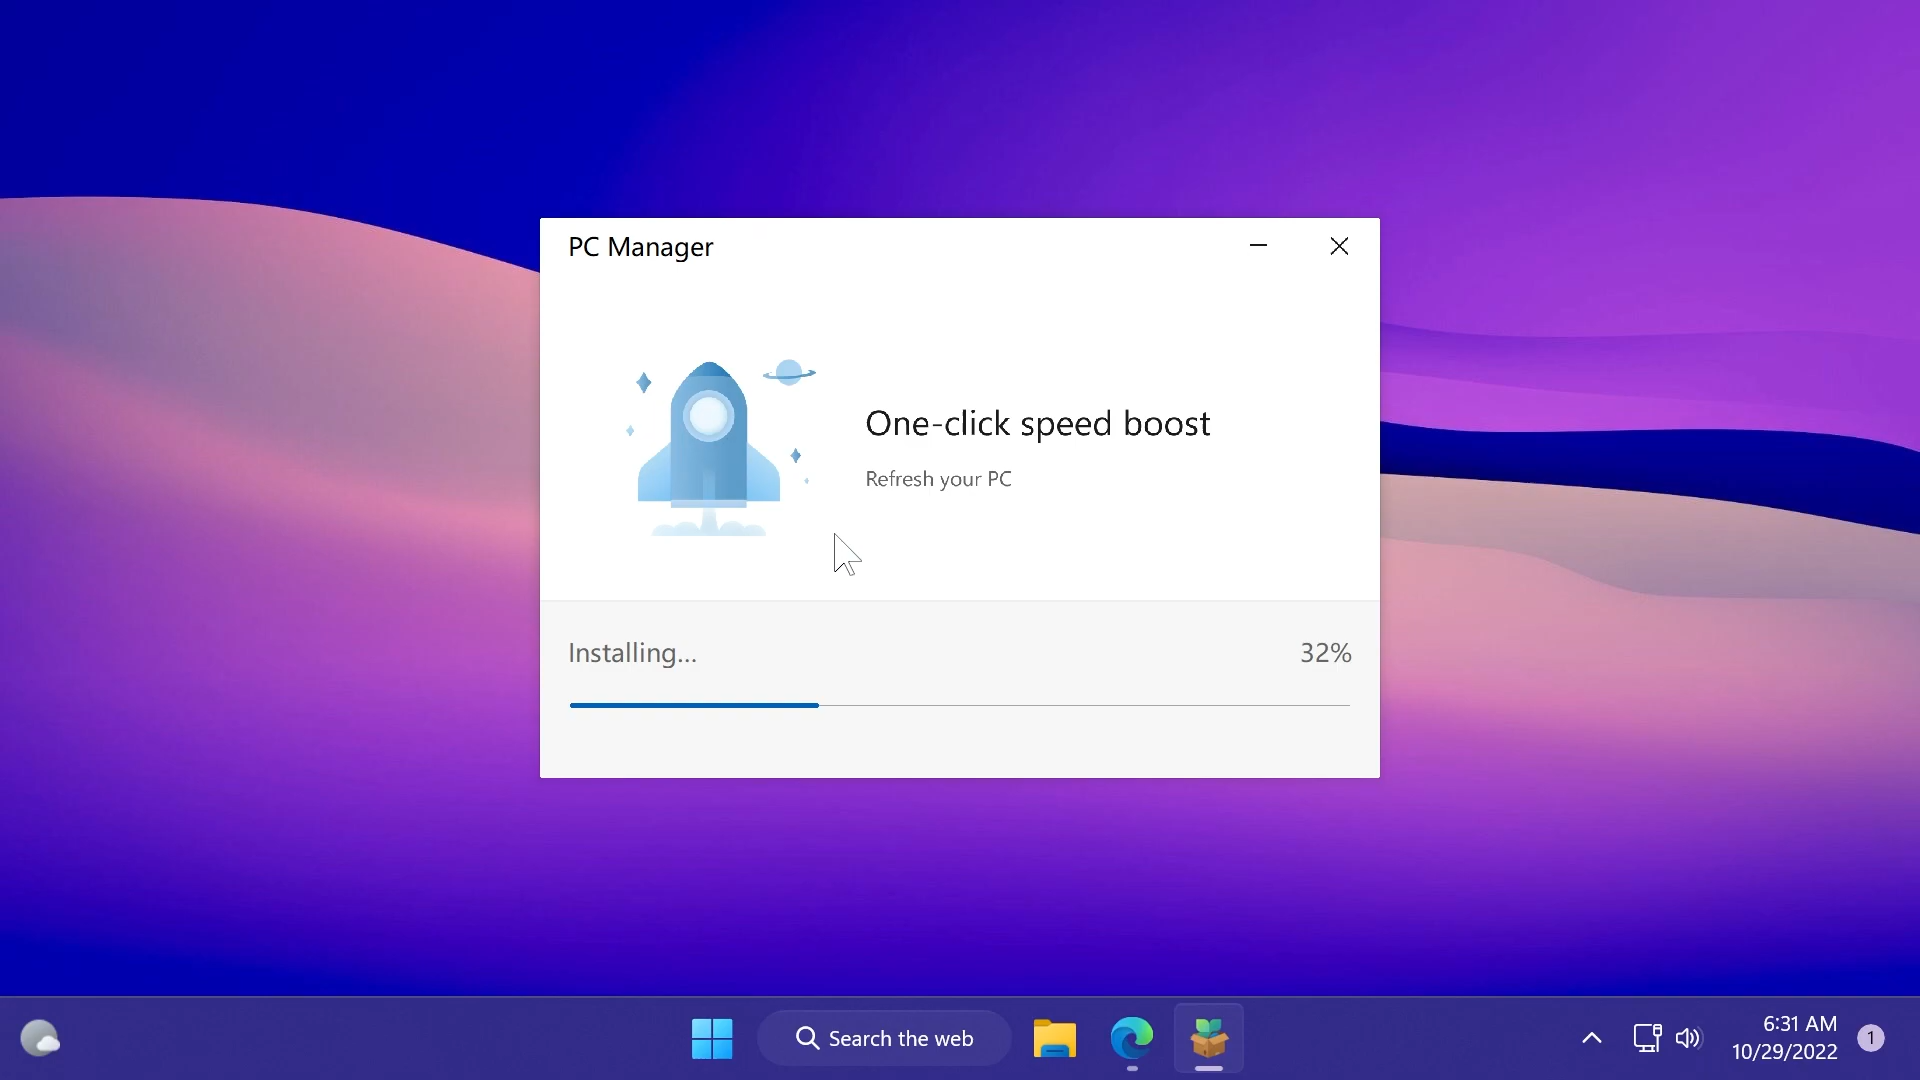 PC Manager
One-click speed boost
Refresh your PC
Installing...
32%
Search the web
6:31 AM
10/29/2022
1